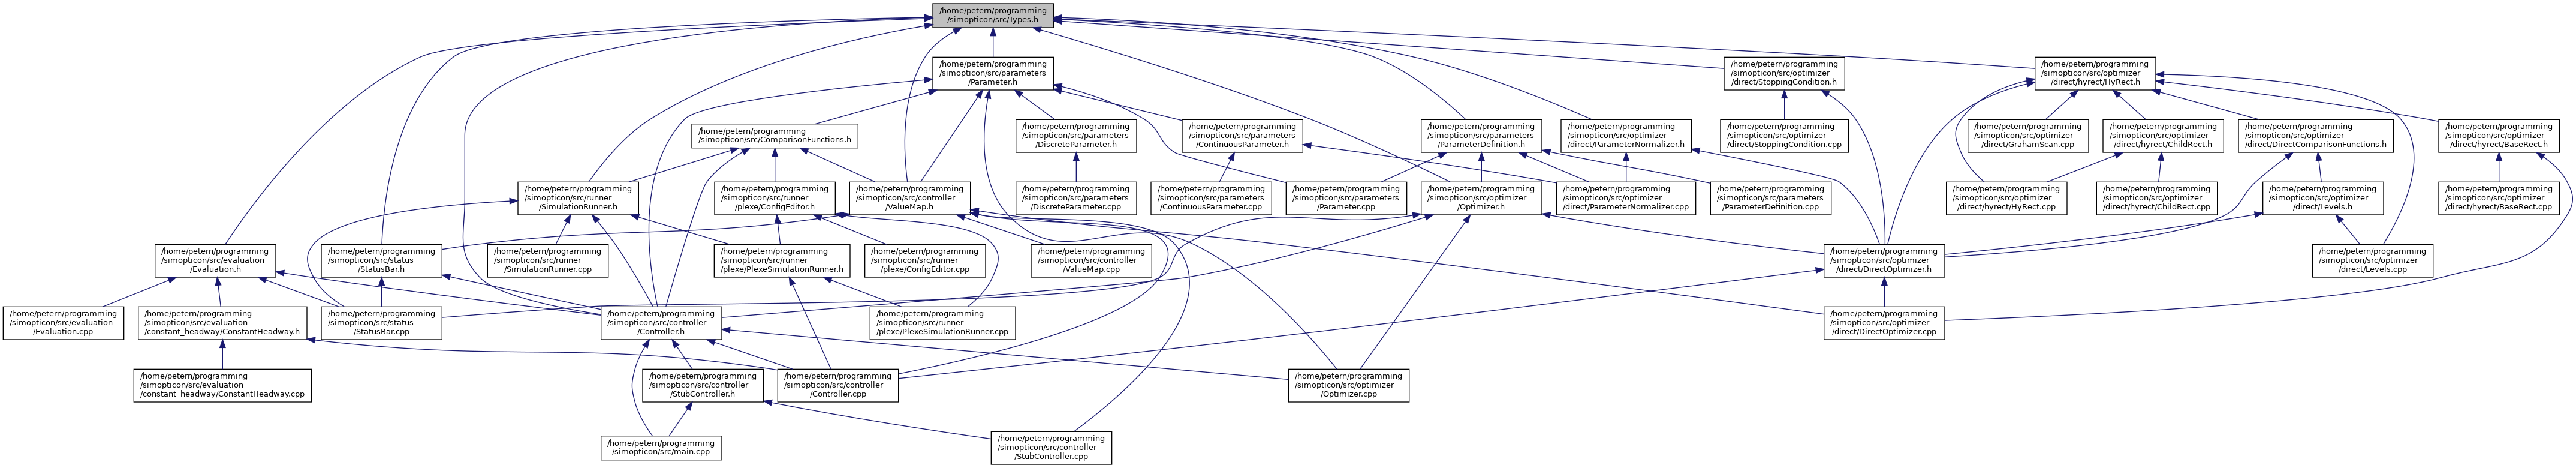 /home/petern/programming
/simopticon/src/Types.h
/home/petern/programming
/simopticon/src/parameters
/Parameter.h
/home/petern/programming
/simopticon/src/optimizer
/direct/StoppingCondition.h
/home/petern/programming
/simopticon/src/optimizer
/direct/hyrect/HyRect.h
/home/petern/programming
/simopticon/src/ComparisonFunctions.h
/home/petern/programming
/simopticon/src/parameters
/DiscreteParameter.h
/home/petern/programming
/simopticon/src/parameters
/ContinuousParameter.h
/home/petern/programming
/simopticon/src/parameters
/ParameterDefinition.h
/home/petern/programming
/simopticon/src/optimizer
/direct/ParameterNormalizer.h
/home/petern/programming
/simopticon/src/optimizer
/direct/StoppingCondition.cpp
/home/petern/programming
/simopticon/src/optimizer
/direct/GrahamScan.cpp
/home/petern/programming
/simopticon/src/optimizer
/direct/hyrect/ChildRect.h
/home/petern/programming
/simopticon/src/optimizer
/direct/DirectComparisonFunctions.h
/home/petern/programming
/simopticon/src/optimizer
/direct/hyrect/BaseRect.h
/home/petern/programming
/simopticon/src/runner
/SimulationRunner.h
/home/petern/programming
/simopticon/src/runner
/plexe/ConfigEditor.h
/home/petern/programming
/simopticon/src/controller
/ValueMap.h
/home/petern/programming
/simopticon/src/parameters
/DiscreteParameter.cpp
/home/petern/programming
/simopticon/src/parameters
/ContinuousParameter.cpp
/home/petern/programming
/simopticon/src/parameters
/Parameter.cpp
/home/petern/programming
/simopticon/src/optimizer
/Optimizer.h
/home/petern/programming
/simopticon/src/optimizer
/direct/ParameterNormalizer.cpp
/home/petern/programming
/simopticon/src/parameters
/ParameterDefinition.cpp
/home/petern/programming
/simopticon/src/optimizer
/direct/hyrect/HyRect.cpp
/home/petern/programming
/simopticon/src/optimizer
/direct/hyrect/ChildRect.cpp
/home/petern/programming
/simopticon/src/optimizer
/direct/Levels.h
/home/petern/programming
/simopticon/src/optimizer
/direct/hyrect/BaseRect.cpp
/home/petern/programming
/simopticon/src/evaluation
/Evaluation.h
/home/petern/programming
/simopticon/src/status
/StatusBar.h
/home/petern/programming
/simopticon/src/runner
/SimulationRunner.cpp
/home/petern/programming
/simopticon/src/runner
/plexe/PlexeSimulationRunner.h
/home/petern/programming
/simopticon/src/runner
/plexe/ConfigEditor.cpp
/home/petern/programming
/simopticon/src/controller
/ValueMap.cpp
/home/petern/programming
/simopticon/src/optimizer
/direct/DirectOptimizer.h
/home/petern/programming
/simopticon/src/optimizer
/direct/Levels.cpp
/home/petern/programming
/simopticon/src/evaluation
/Evaluation.cpp
/home/petern/programming
/simopticon/src/evaluation
/constant_headway/ConstantHeadway.h
/home/petern/programming
/simopticon/src/status
/StatusBar.cpp
/home/petern/programming
/simopticon/src/controller
/Controller.h
/home/petern/programming
/simopticon/src/runner
/plexe/PlexeSimulationRunner.cpp
/home/petern/programming
/simopticon/src/optimizer
/direct/DirectOptimizer.cpp
/home/petern/programming
/simopticon/src/evaluation
/constant_headway/ConstantHeadway.cpp
/home/petern/programming
/simopticon/src/controller
/StubController.h
/home/petern/programming
/simopticon/src/controller
/Controller.cpp
/home/petern/programming
/simopticon/src/optimizer
/Optimizer.cpp
/home/petern/programming
/simopticon/src/main.cpp
/home/petern/programming
/simopticon/src/controller
/StubController.cpp